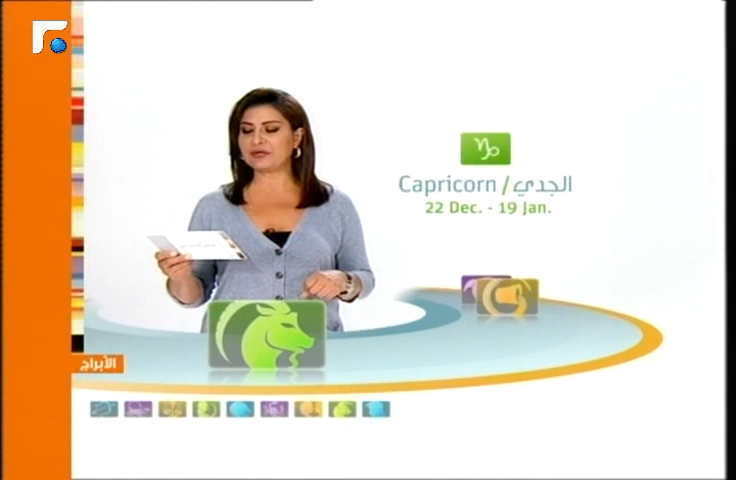 Capricorn / الجدي
22 Dec. - 19 Jan.
الأبراج